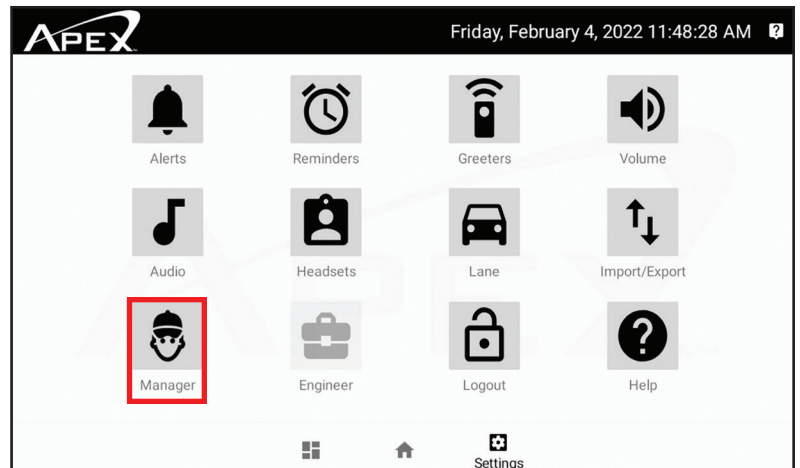 APEX Friday, February 4, 2022 11:48:28 AM ?
Alerts Reminders Greeters Volume
Audio Headsets Lane Import/Export
Manager Engineer Logout Help
Settings